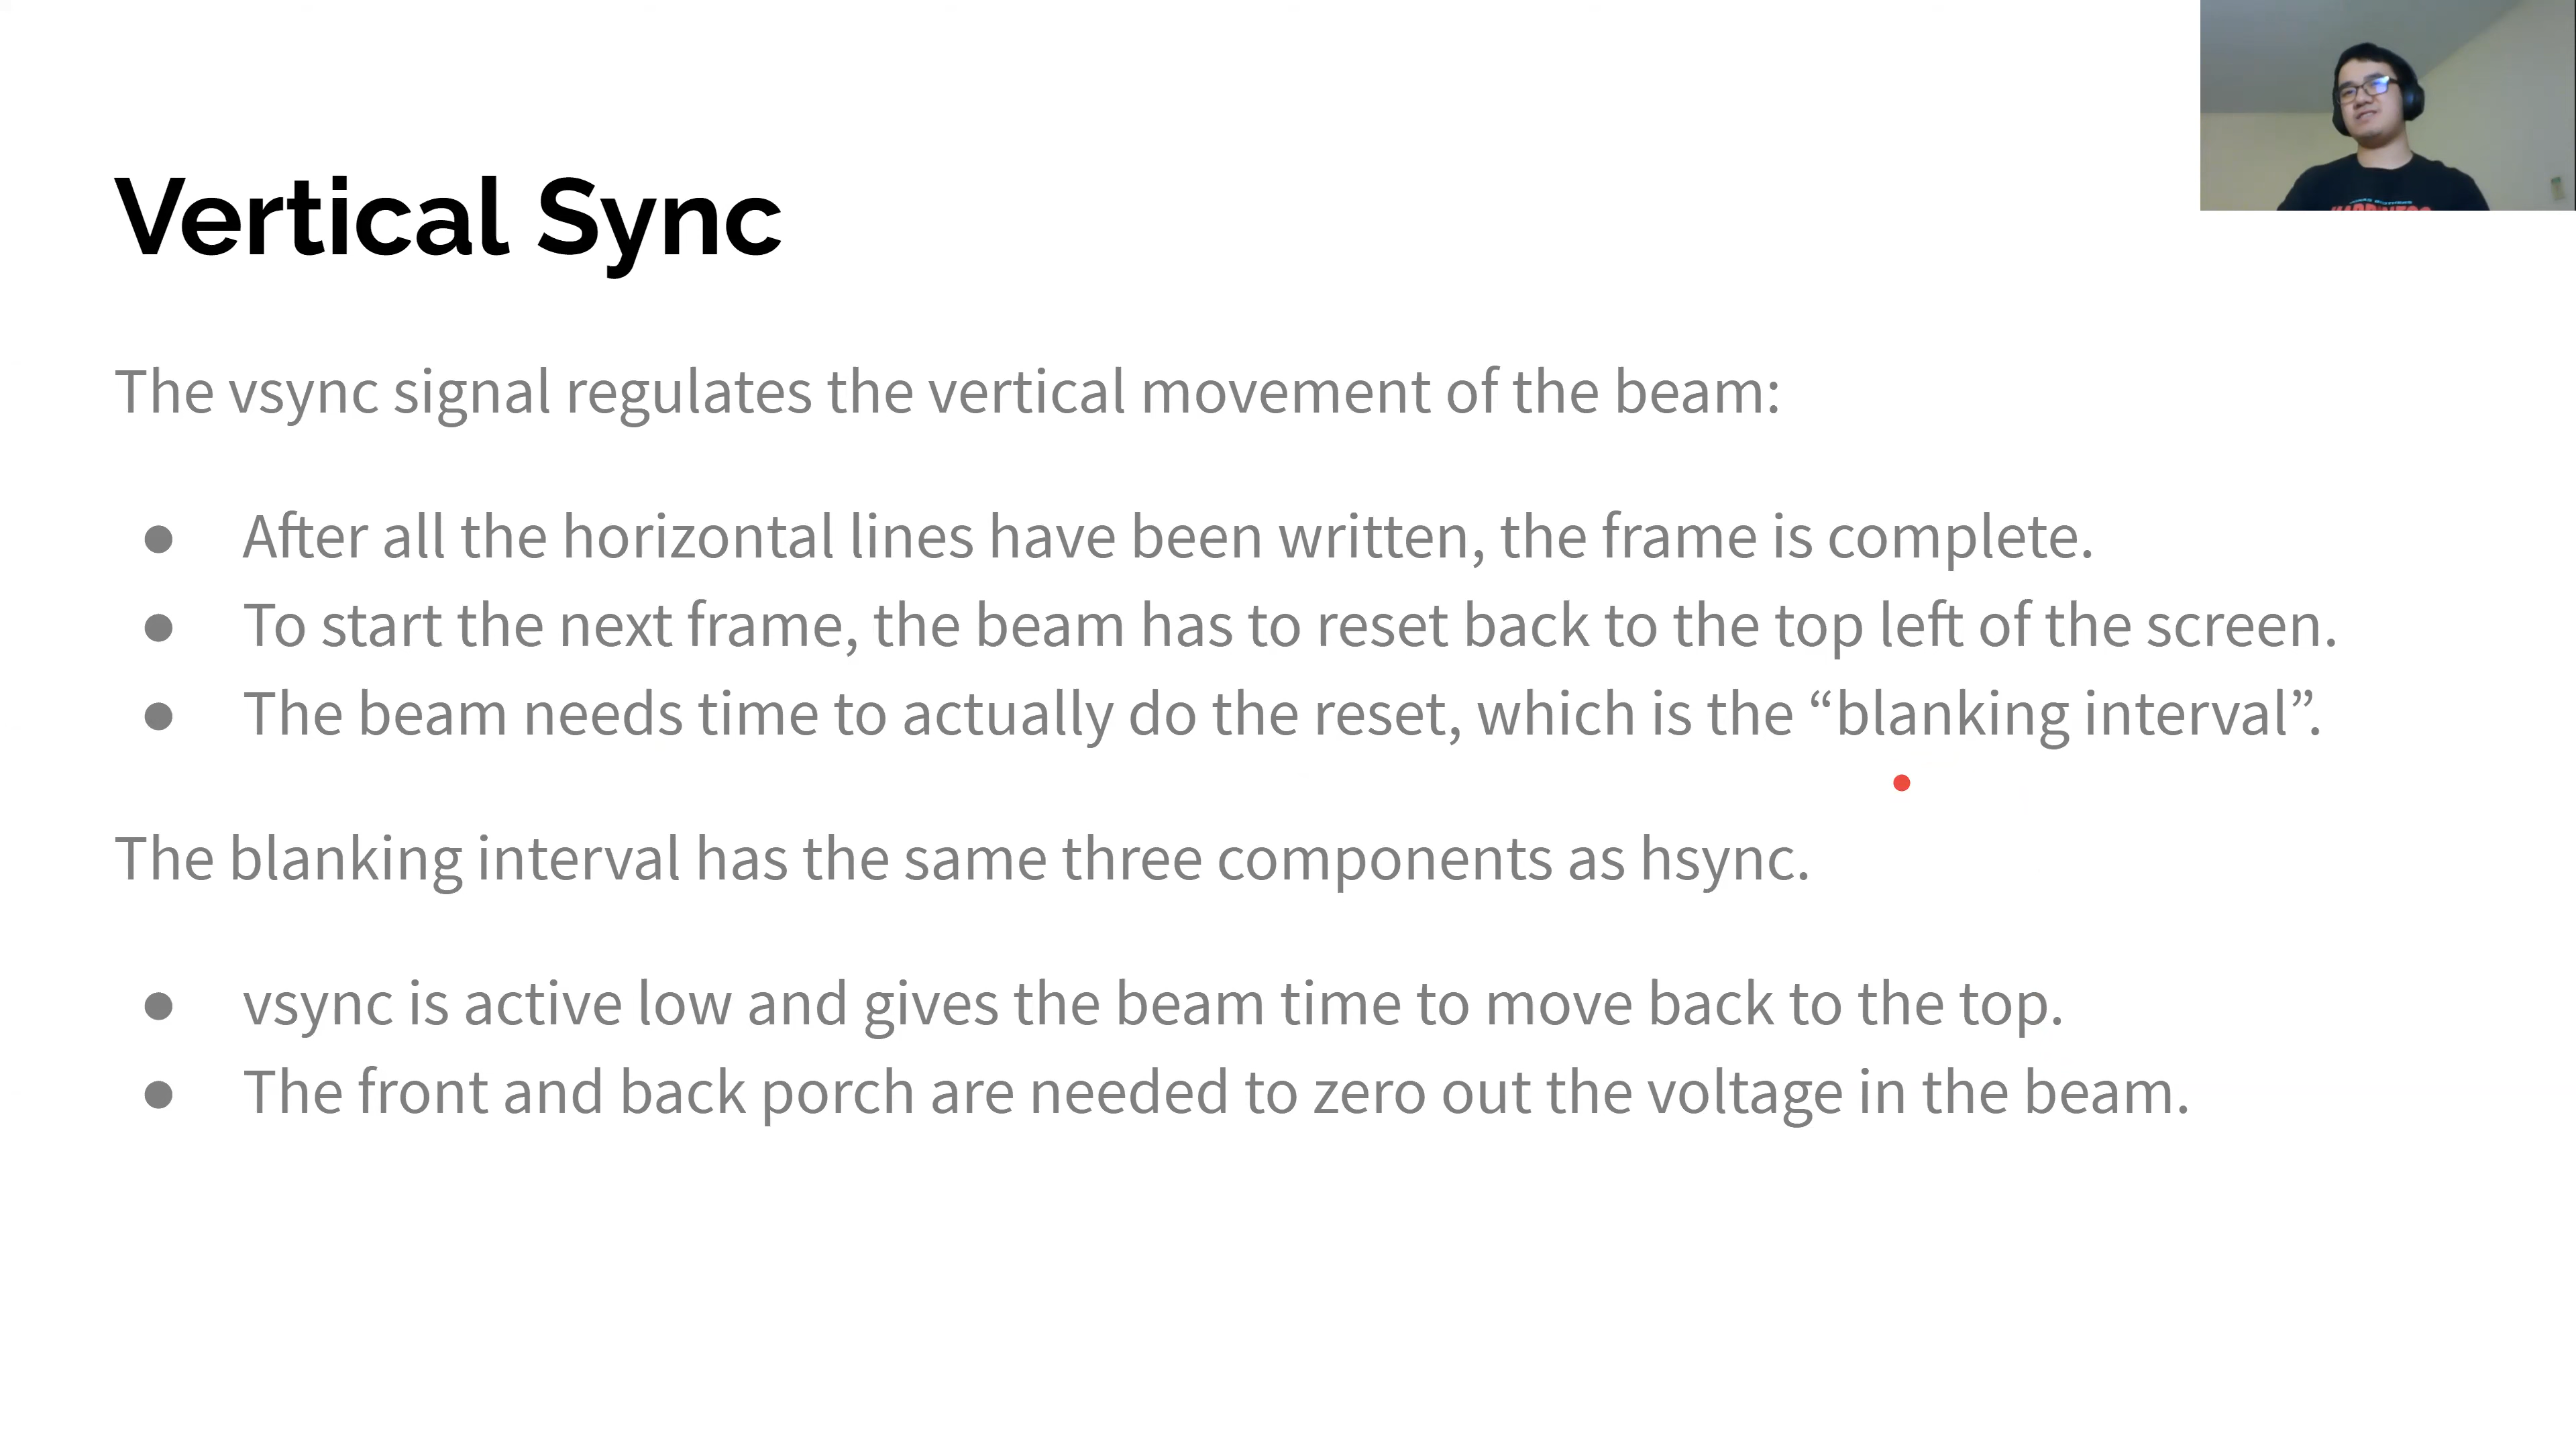 Vertical Sync
The vsync signal regulates the vertical movement of the beam:
● After all the horizontal lines have been written, the frame is complete.
● To start the next frame, the beam has to reset back to the top left of the screen.
● The beam needs time to actually do the reset, which is the “blanking interval”.
The blanking interval has the same three components as hsync.
● vsync is active low and gives the beam time to move back to the top.
● The front and back porch are needed to zero out the voltage in the beam.